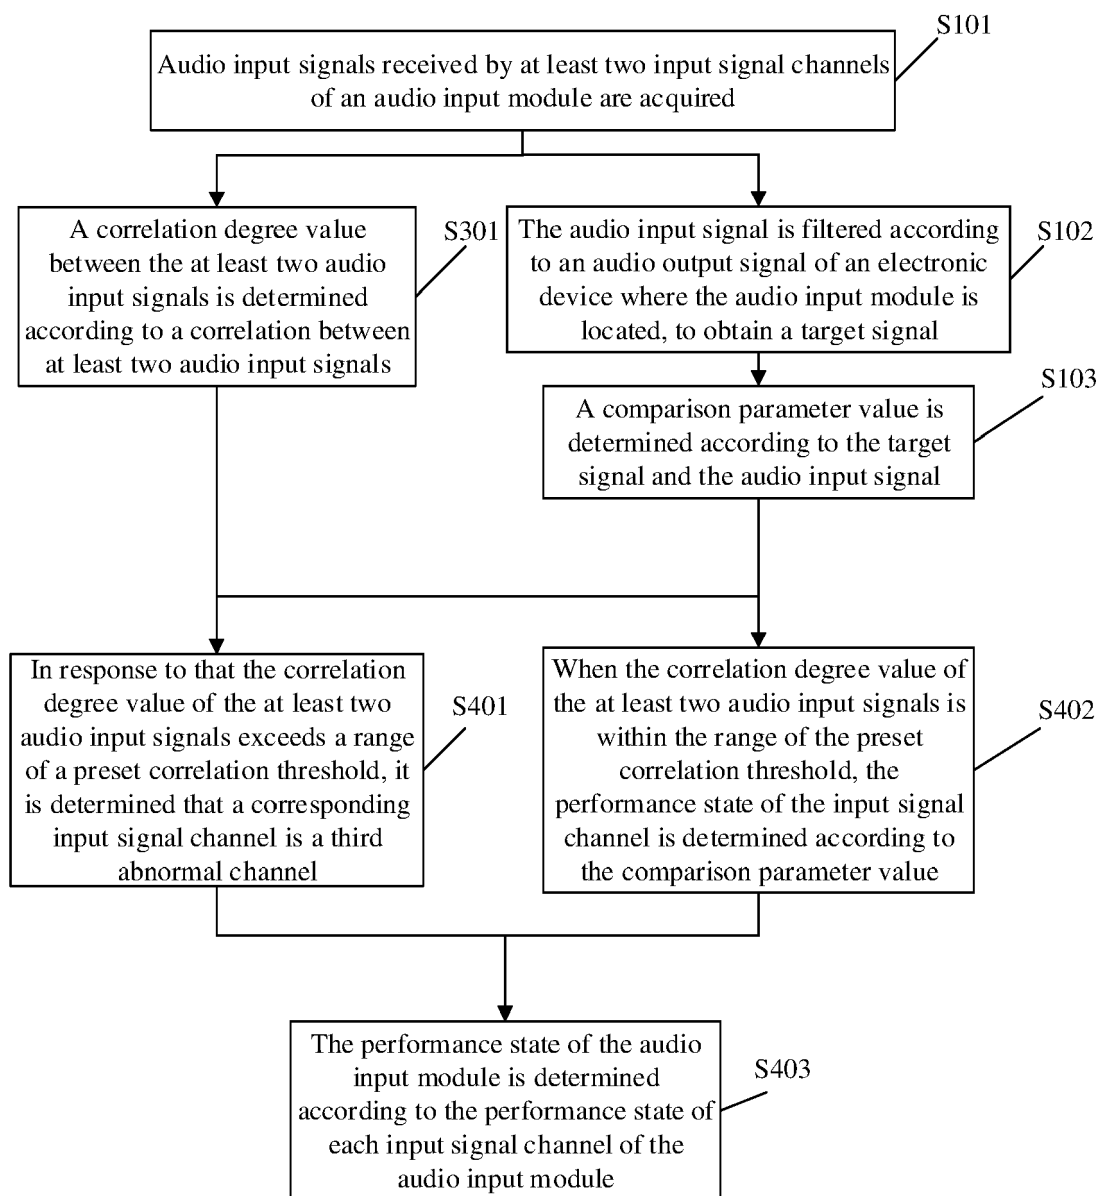 S101
Audio input signals received by at least two input signal channels
of an audio input module are acquired
A correlation degree value
between the at least two audio
input signals is determined
according to a correlation between
at least two audio input signals
S301
The audio input signal is filtered according
to an audio output signal of an electronic
device where the audio input module is
located, to obtain a target signal
S102
A comparison parameter value is
determined according to the target
signal and the audio input signal
S103
In response to that the correlation
degree value of the at least two
audio input signals exceeds a range
of a preset correlation threshold, it
is determined that a corresponding
input signal channel is a third
abnormal channel
S401
When the correlation degree value of
the at least two audio input signals is
within the range of the preset
correlation threshold, the
performance state of the input signal
channel is determined according to
the comparison parameter value
S402
The performance state of the audio
input module is determined
according to the performance state of
each input signal channel of the
audio input module
S403